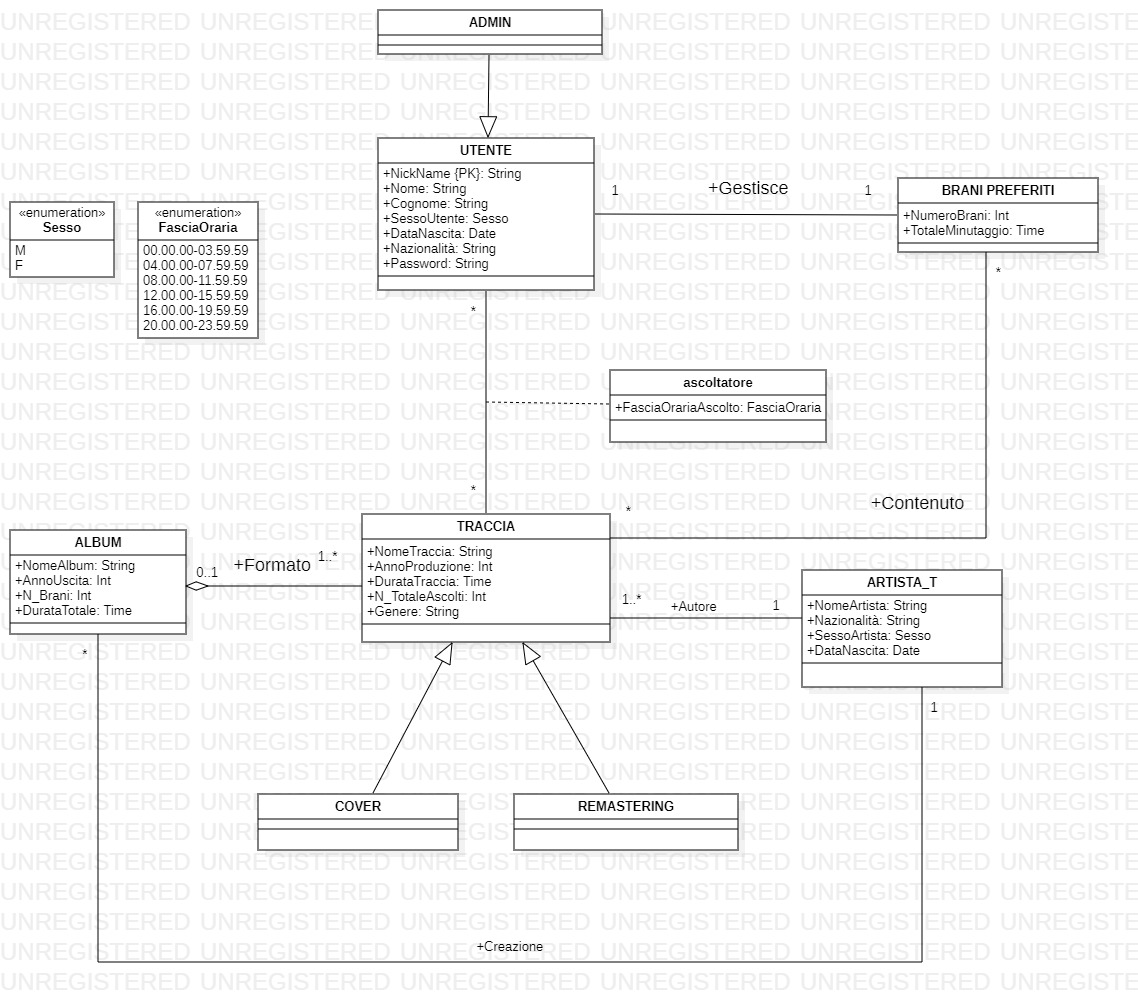 ADMIN
UTENTE
+NickName {PK}: String
+Nome: String
+Cognome: String
+SessoUtente: Sesso
+DataNascita: Date
+Nazionalità: String
+Password: String
1
+Gestisce
1
BRANI PREFERITI
+NumeroBrani: Int
+TotaleMinutaggio: Time
«enumeration»
Sesso
M
F
«enumeration»
FasciaOraria
00.00.00-03.59.59
04.00.00-07.59.59
08.00.00-11.59.59
12.00.00-15.59.59
16.00.00-19.59.59
20.00.00-23.59.59
*
*
ascoltatore
+FasciaOrariaAscolto: FasciaOraria
*
*
+Contenuto
TRACCIA
+NomeTraccia: String
+AnnoProduzione: Int
+DurataTraccia: Time
+N_TotaleAscolti: Int
+Genere: String
ALBUM
+NomeAlbum: String
+AnnoUscita: Int
+N_Brani: Int
+DurataTotale: Time
0..1
+Formato
1..*
1..*
+Autore
1
ARTISTA_T
+NomeArtista: String
+Nazionalità: String
+SessoArtista: Sesso
+DataNascita: Date
*
1
COVER
REMASTERING
+Creazione
UNREGISTERED